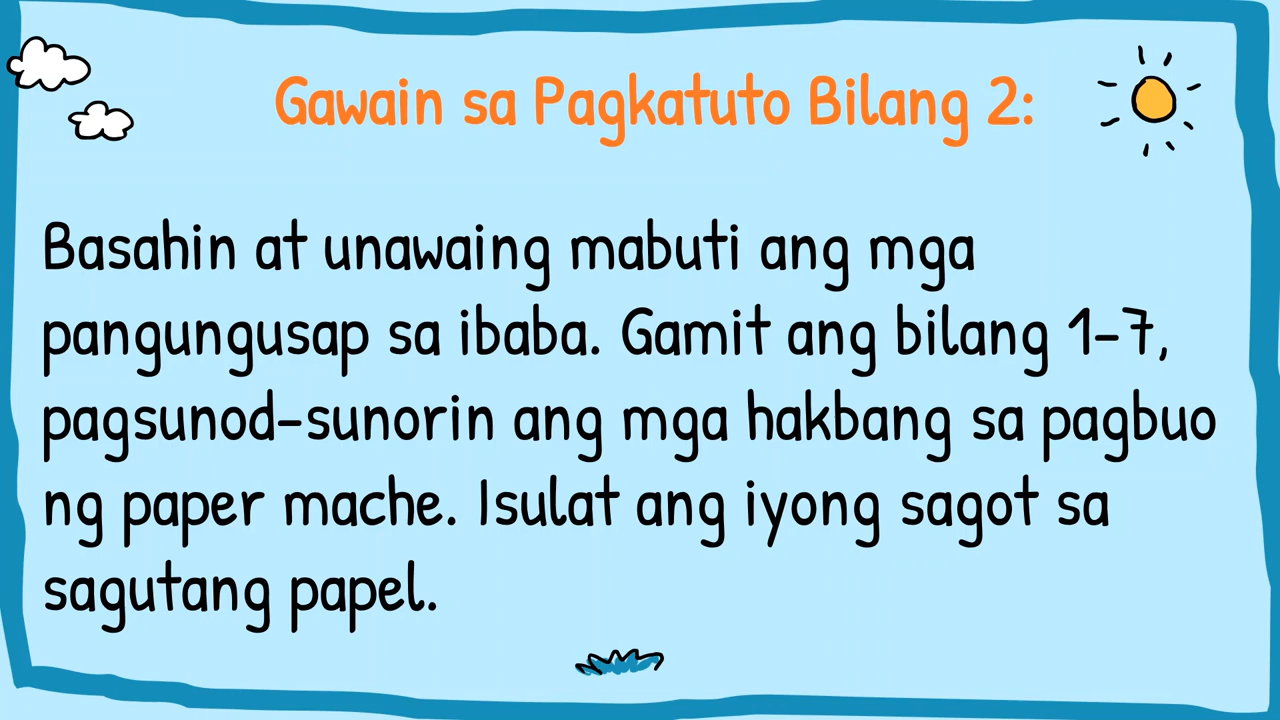 Gawain sa Pagkatuto Bilang 2:
Basahin at unawaing mabuti ang mga
pangungusap sa ibaba. Gamit ang bilang 1-7,
pagsunod-sunorin ang mga hakbang sa pagbuo
ng paper mache. Isulat ang iyong sagot sa
sagutang papel.